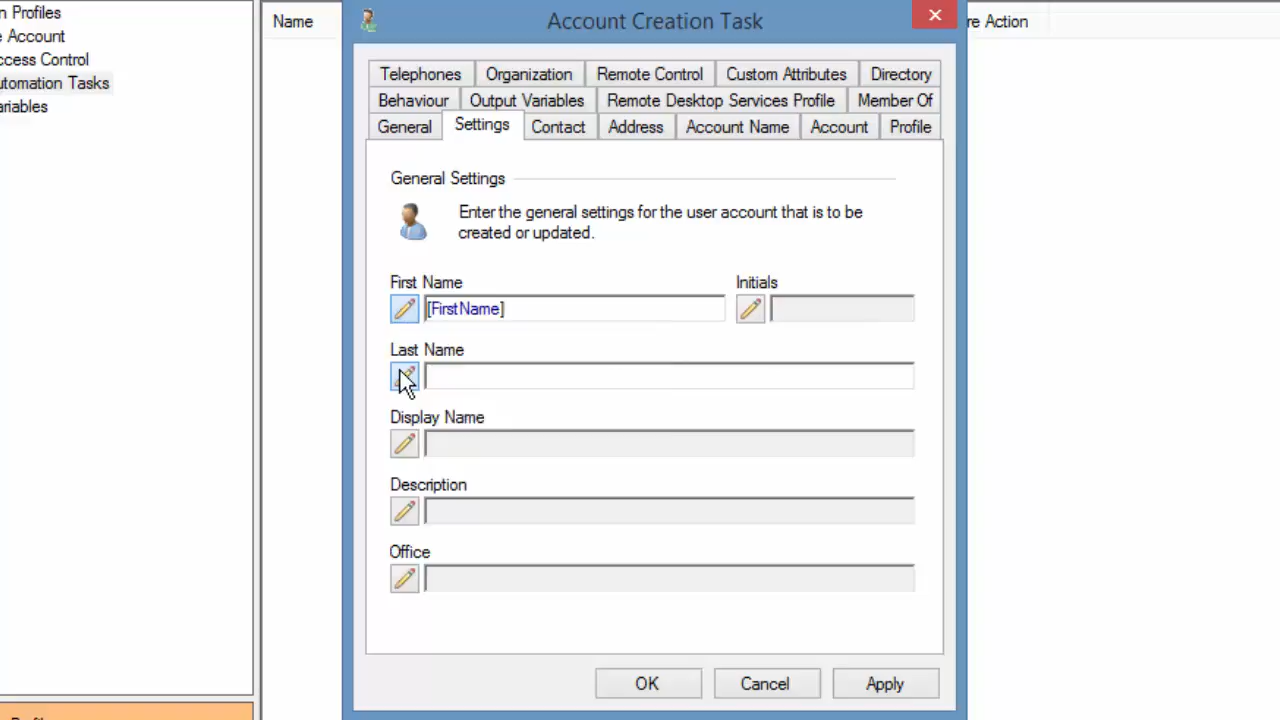 n Profiles
e Account
ccess Control
utomation Tasks
ariables
Name
re Action
Account Creation Task
Telephones Organization Remote Control Custom Attributes Directory
Behaviour Output Variables Remote Desktop Services Profile Member Of
General Settings Contact Address Account Name Account Profile
General Settings
Enter the general settings for the user account that is to be
created or updated.
First Name Initials
[FirstName]
Last Name
Display Name
Description
Office
OK Cancel Apply